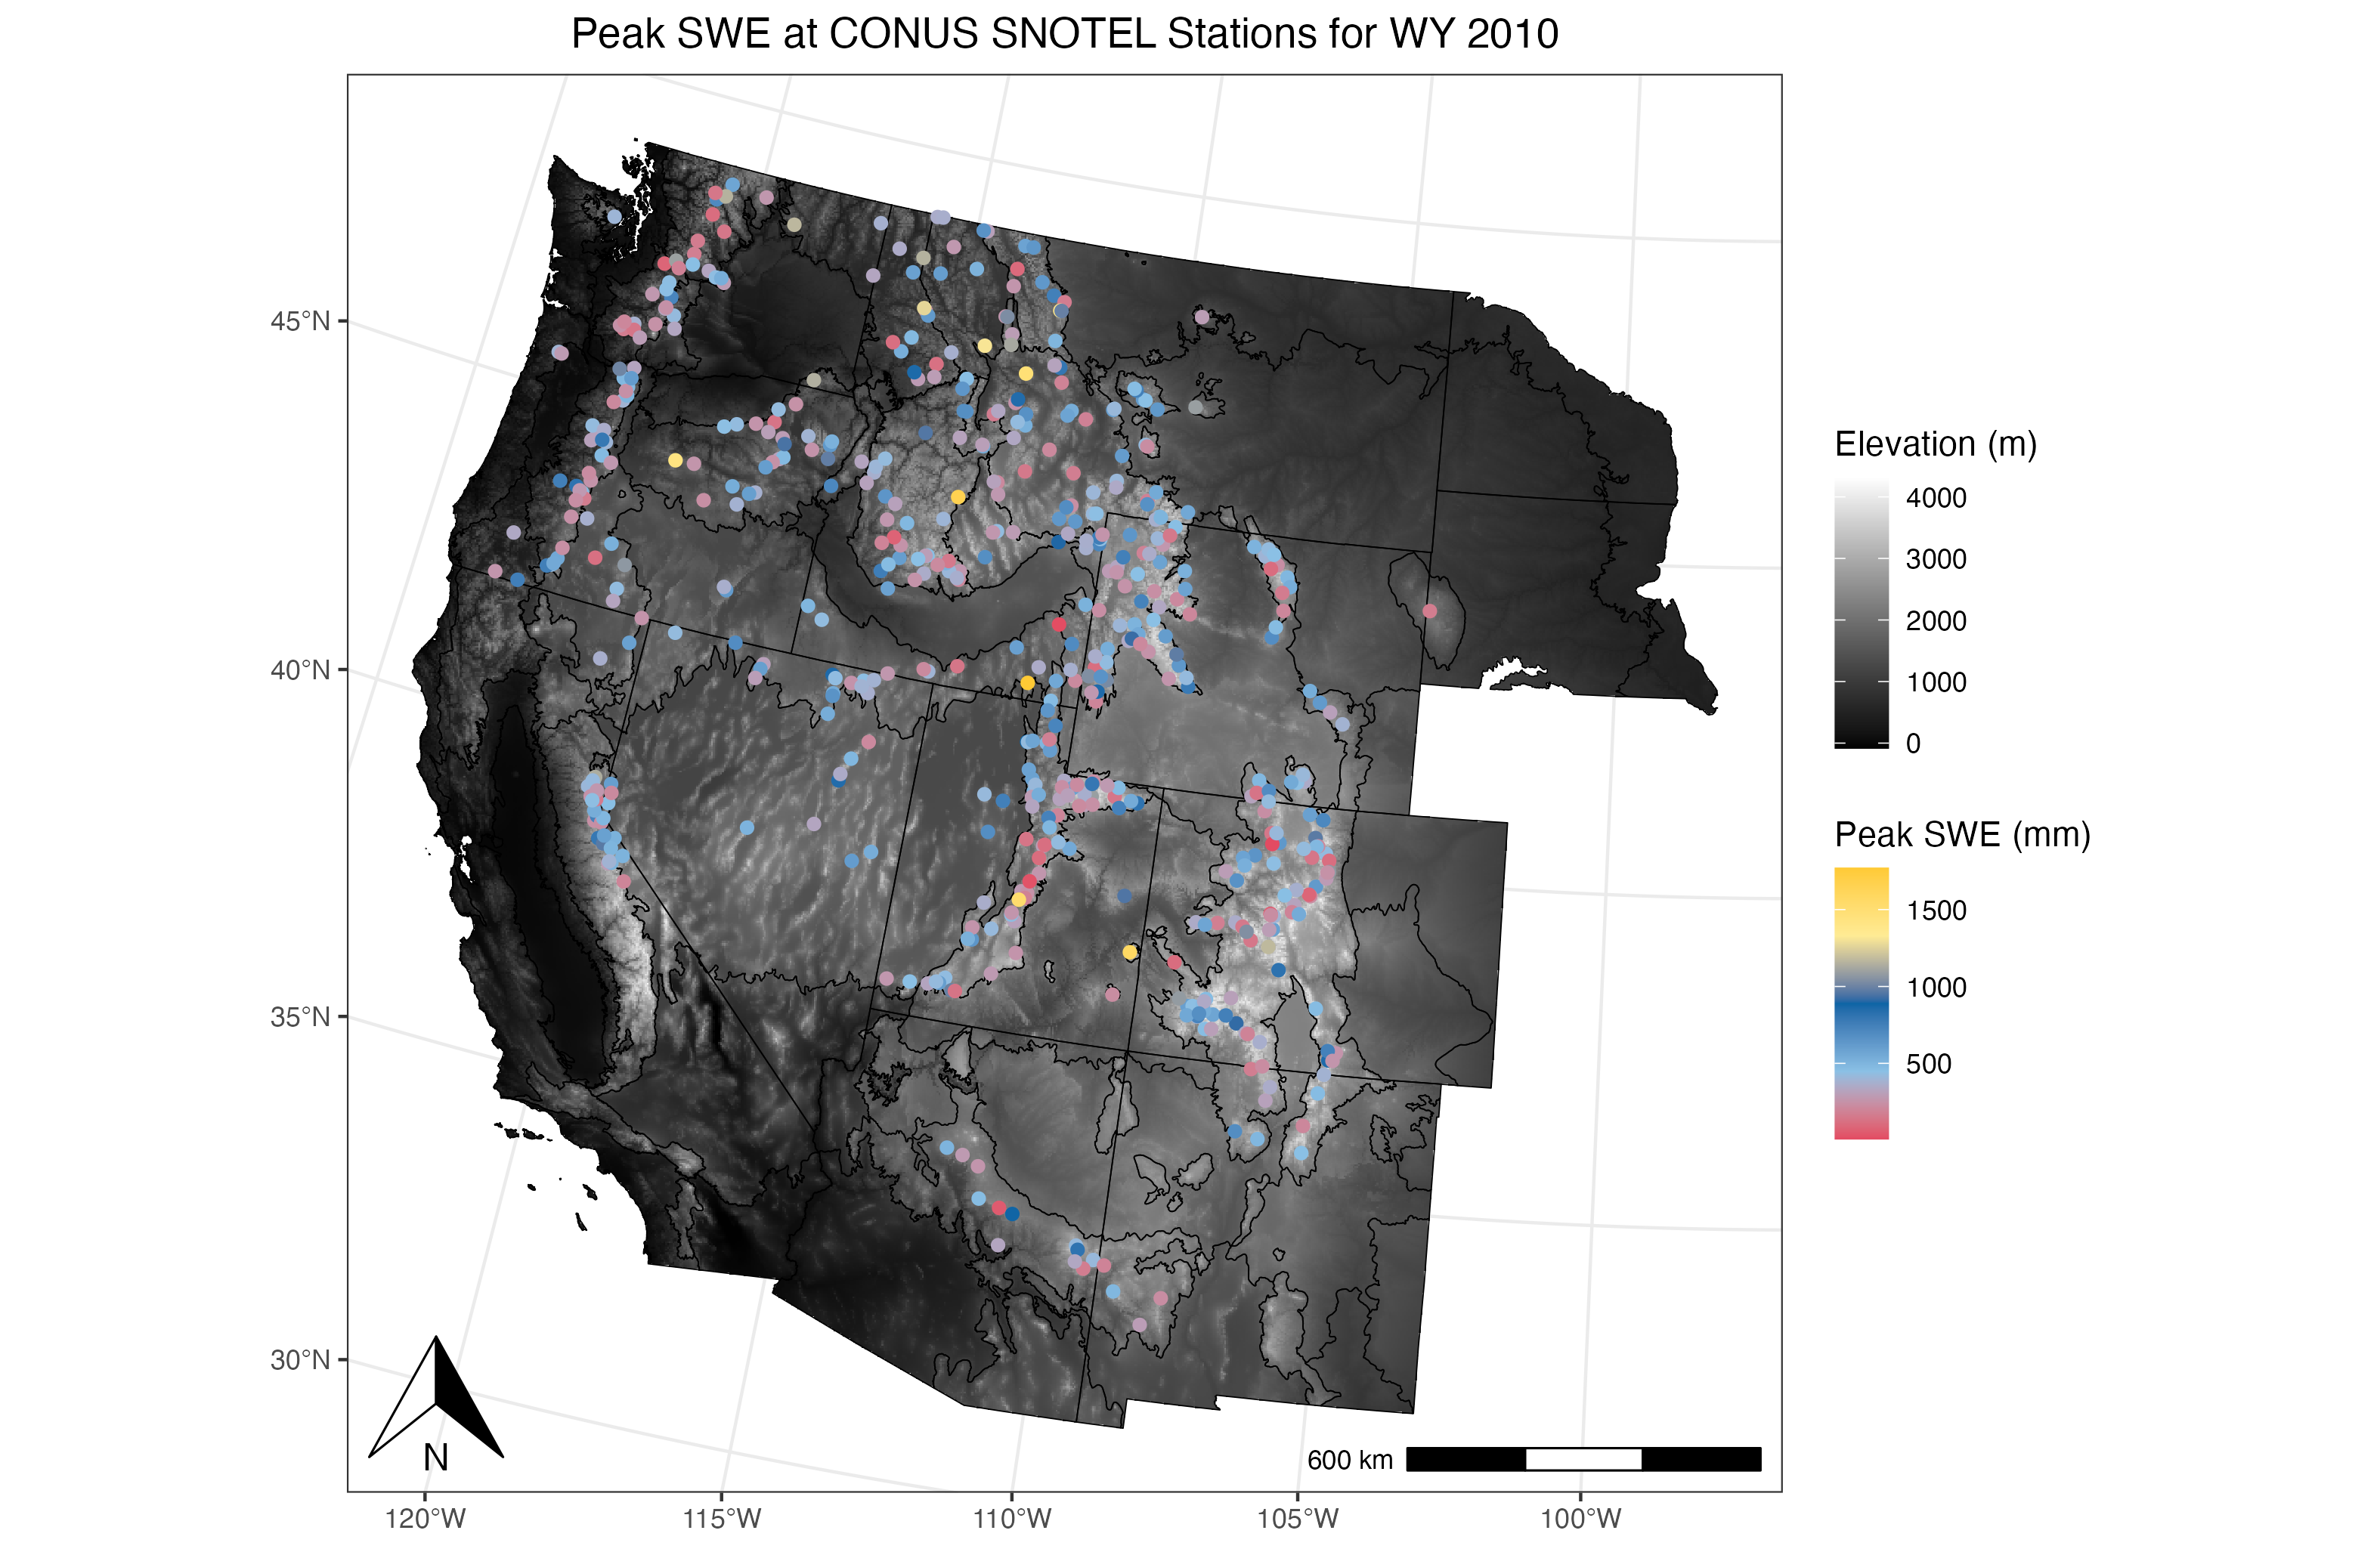 Peak SWE at CONUS SNOTEL Stations for WY 2010
45°N
40°N
35°N
30°N
120°W
115°W
110°W
105°W
100°W
N
600 km
Elevation (m)
4000
3000
2000
1000
0
Peak SWE (mm)
1500
1000
500